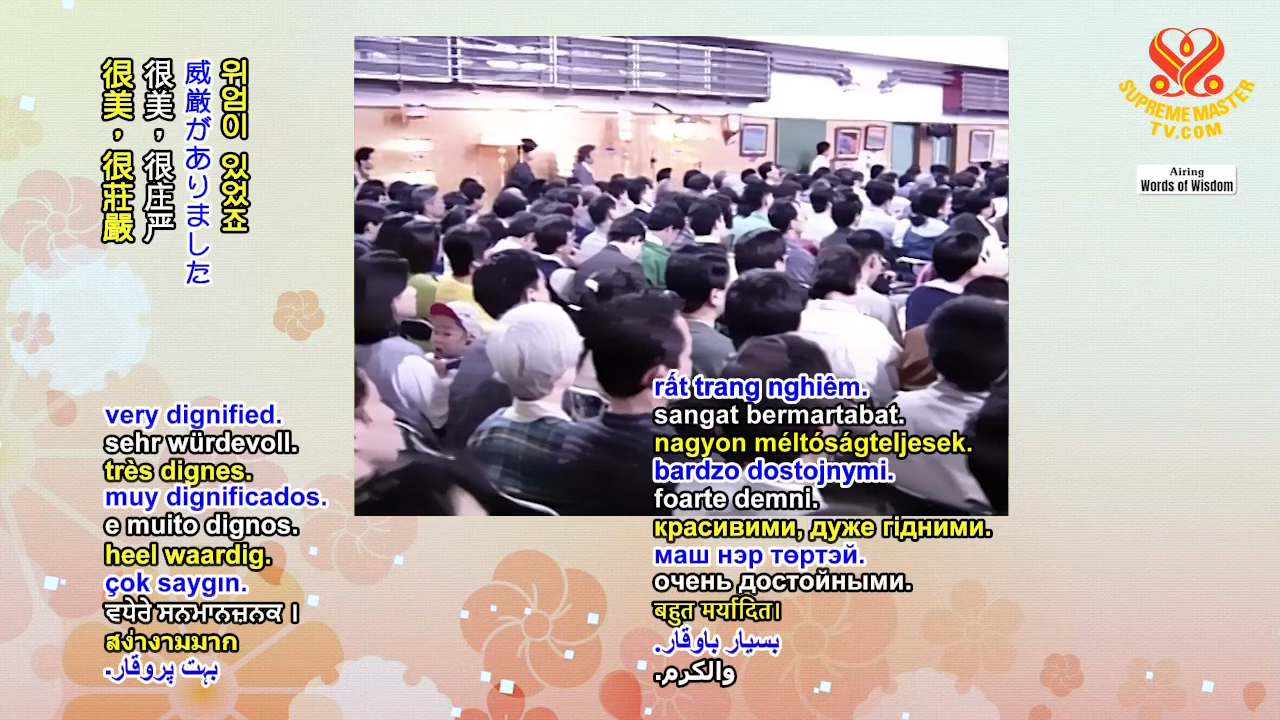 위엄이 있었죠
威厳がありました
很美，很庄严
很美，很莊嚴
SUPREME MASTER
TV.COM
Airing
Words of Wisdom
very dignified.
sehr würdevoll.
très dignes.
muy dignificados.
e muito dignos.
heel waardig.
çok saygın.
ਵਧੇਰੇ ਸਨਮਾਨਜ਼ਨਕ ।
สง่างามมาก
بہت پروقار.
rất trang nghiêm.
sangat bermartabat.
nagyon méltóságteljesek.
bardzo dostojnymi.
foarte demni.
красивими, дуже гідними.
маш нэр төртэй.
очень достойными.
बहुत मर्यादित।
بسیار باوقار.
والكرم.